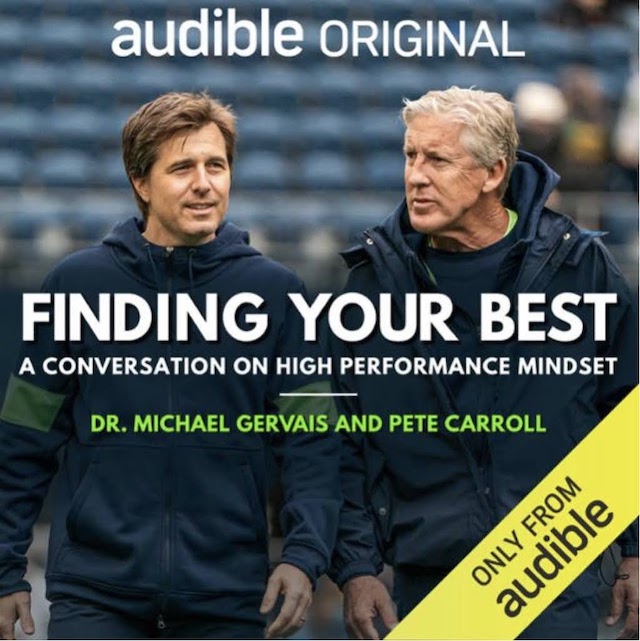 audible ORIGINAL
FINDING YOUR BEST
A CONVERSATION ON HIGH PERFORMANCE MINDSET
DR. MICHAEL GERVAIS AND PETE CARROLL
ONLY FROM
audible